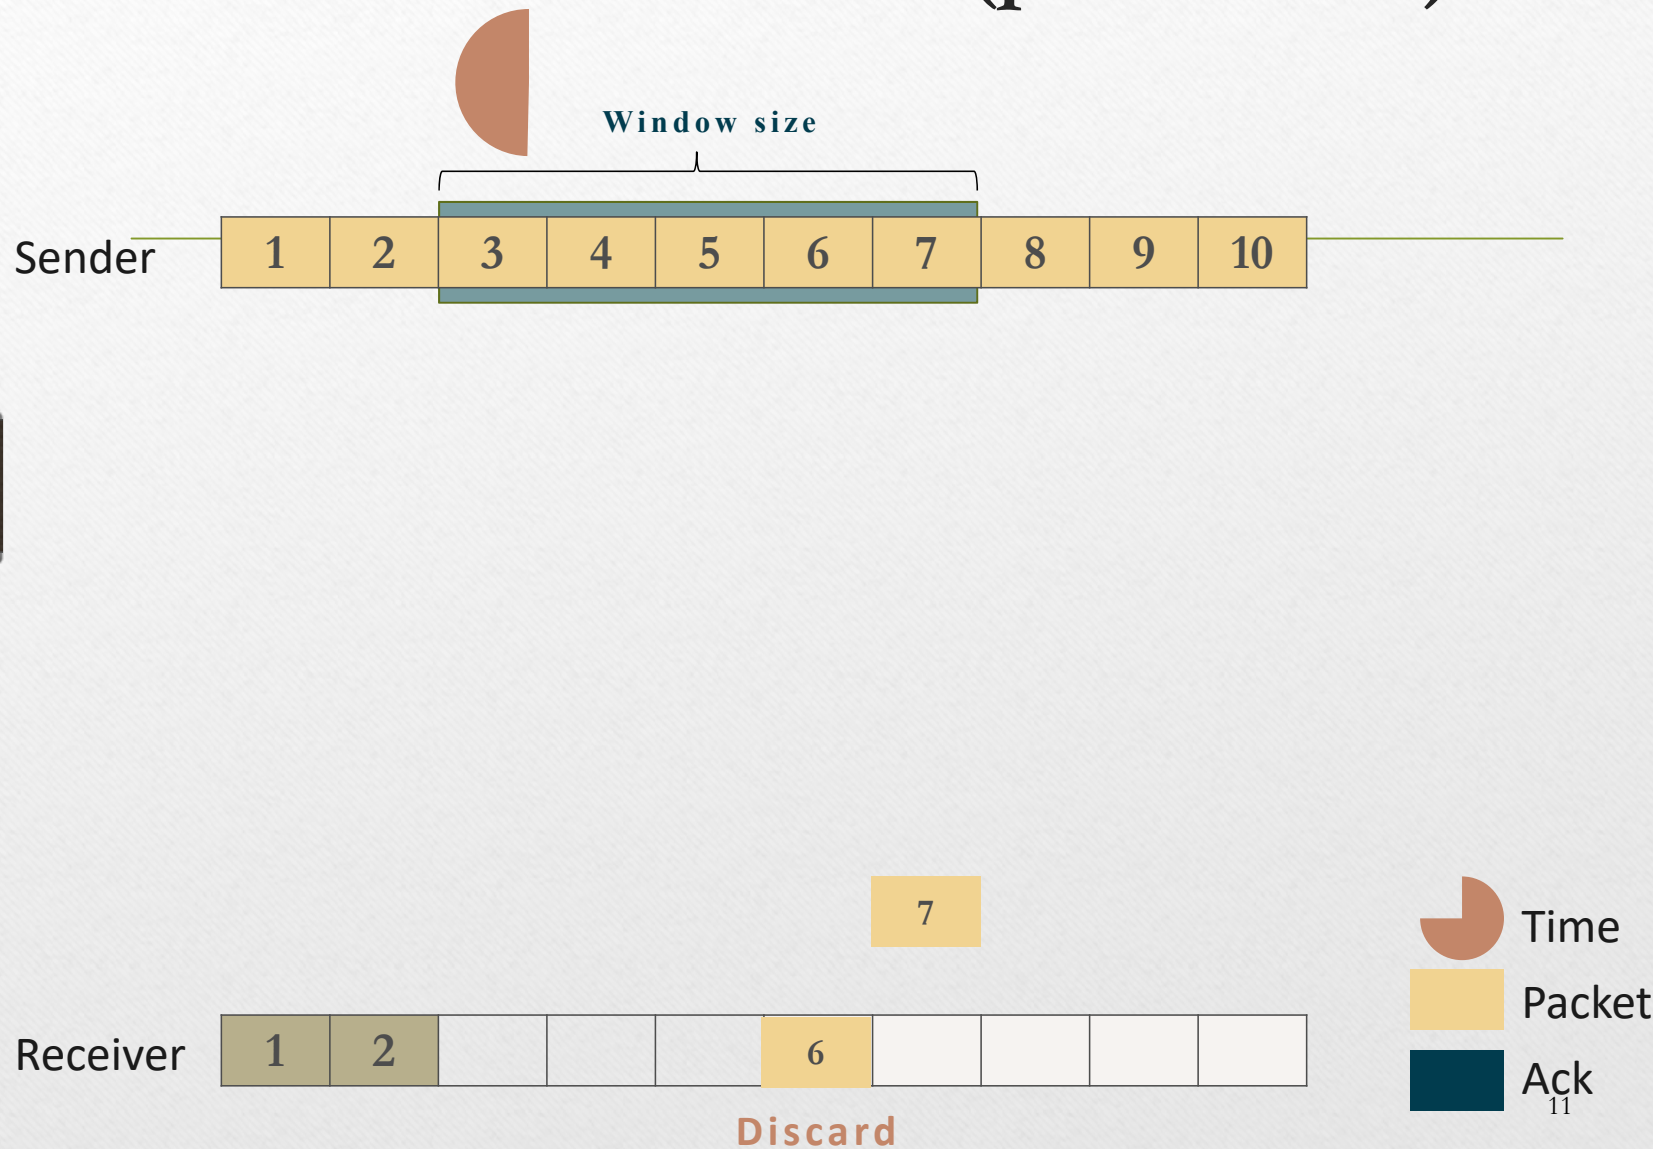 Window size
Sender 1 2 3 4 5 6 7 8 9 10
7
Time
Packet
Receiver 1 2 6
Ack
11
Discard